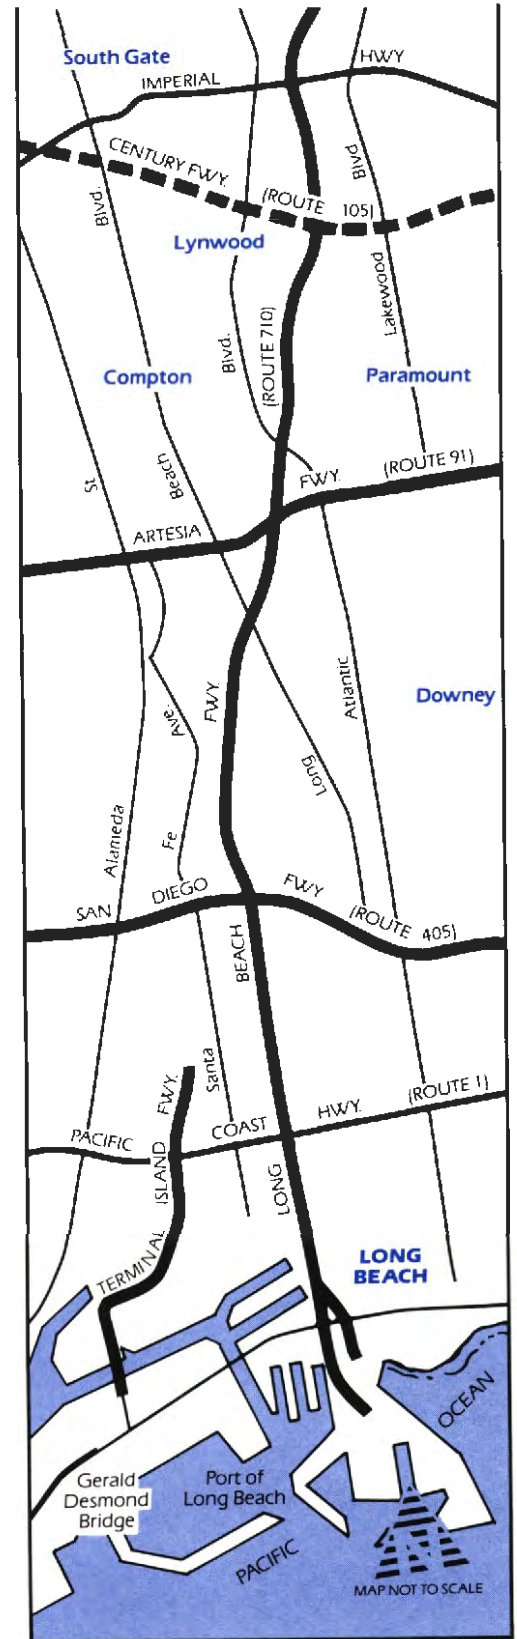 South Gate
IMPERIAL
HWY
CENTURY FWY.
(ROUTE
105)
Blvd.
Blvd
Lynwood
Lakewood
Blvd.
(ROUTE 710)
Compton
Paramount
St
Beach
FWY.
(ROUTE 91)
ARTESIA
Downey
FWY.
Atlantic
Ave.
Long
Alameda
Fe
SAN
DIEGO
FWY
(ROUTE
405)
BEACH
Santa
FWY.
PACIFIC
COAST
HWY.
(ROUTE 1)
ISLAND
LONG
TERMINAL
LONG
BEACH
OCEAN
Gerald
Desmond
Bridge
Port of
Long Beach
PACIFIC
MAP NOT TO SCALE